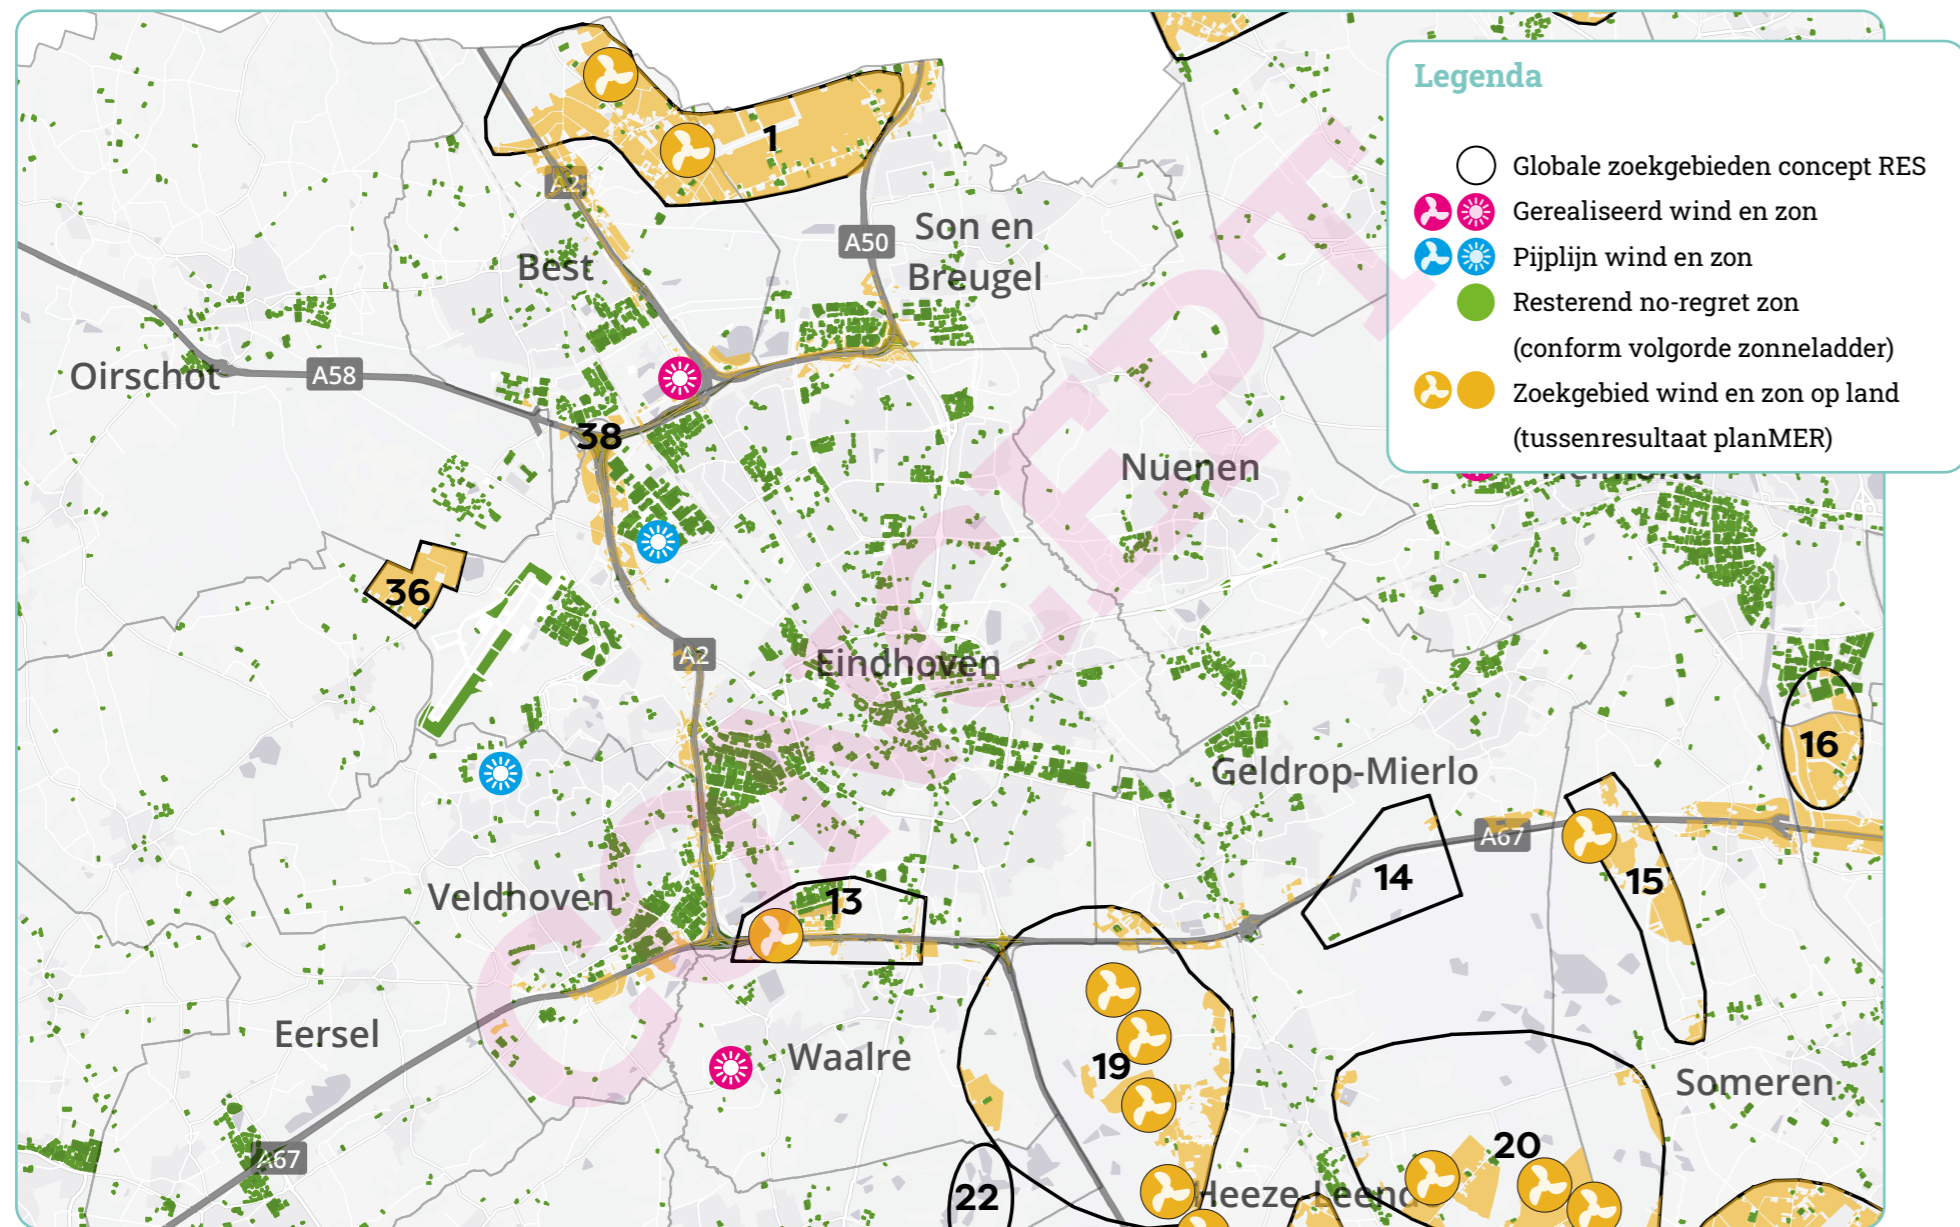 Legenda
Globale zoekgebieden concept RES
Gerealiseerd wind en zon
Pijplijn wind en zon
Resterend no-regret zon
(conform volgorde zonneladder)
Zoekgebied wind en zon op land
(tussenresultaat planMER)
1
A2
Best
A50
Son en
Breugel
Oirschot
A58
38
Nuenen
Helmond
36
A2
Eindhoven
16
Geldrop-Mierlo
A67
14
15
Veldhoven
13
Eersel
Waalre
19
Someren
20
A67
22
Heeze-Leende
CONCEPT